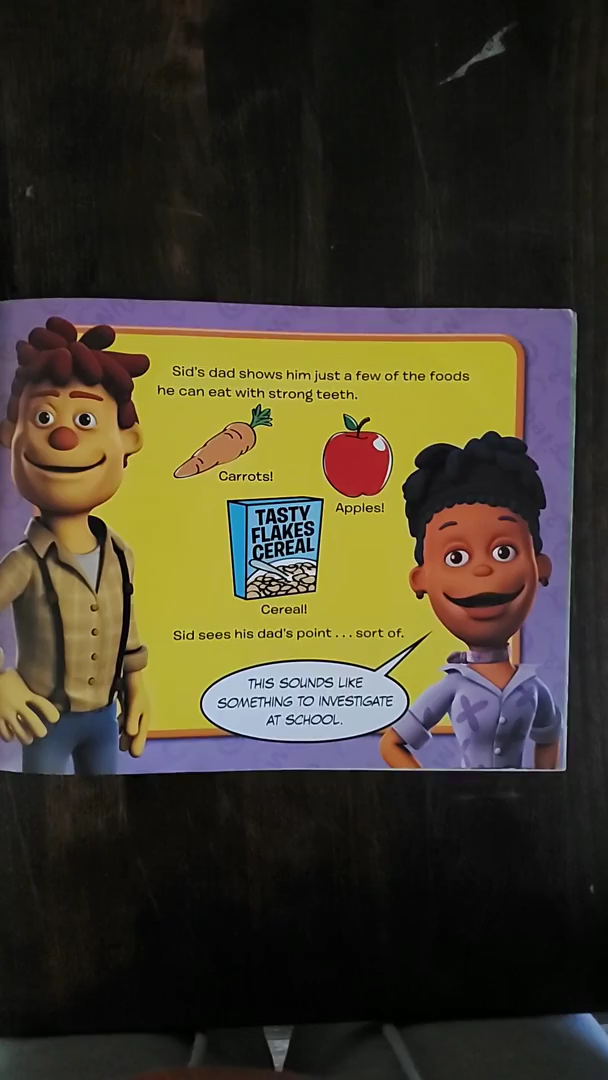 Sid's dad shows him just a few of the foods
he can eat with strong teeth.
Carrots!
Apples!
TASTY
FLAKES
CEREAL
Cereal!
Sid sees his dad's point . . . sort of.
THIS SOUNDS LIKE
SOMETHING TO INVESTIGATE
AT SCHOOL.